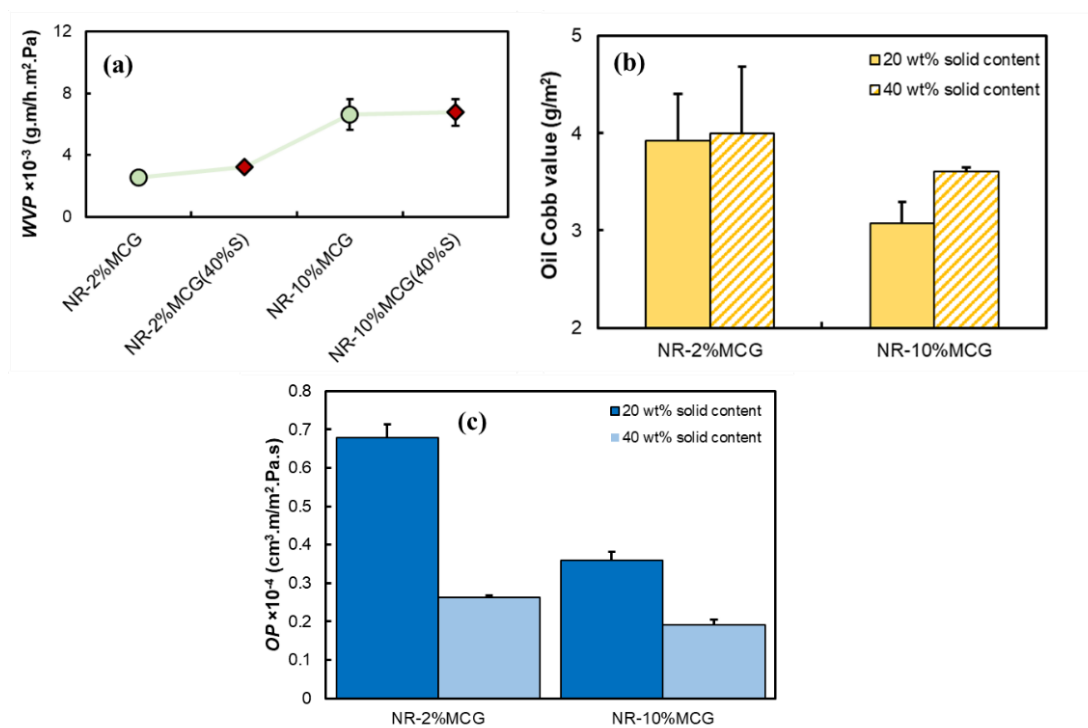 (a)
WVP ×10⁻³ (g.m/h.m².Pa)
12
8
4
0
NR-2%MCG
NR-2%MCG(40%S)
NR-10%MCG
NR-10%MCG(40%S)
(b)
Oil Cobb value (g/m²)
5
4
3
2
20 wt% solid content
40 wt% solid content
NR-2%MCG
NR-10%MCG
(c)
OP ×10⁻⁴ (cm³.m/m².Pa.s)
0.8
0.7
0.6
0.5
0.4
0.3
0.2
0.1
0
20 wt% solid content
40 wt% solid content
NR-2%MCG
NR-10%MCG